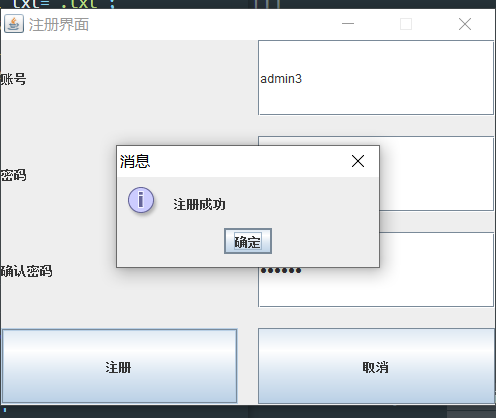 txt= .txt ;
注册界面
账号
admin3
消息
密码
注册成功
确定
确认密码
●●●●●●
注册
取消